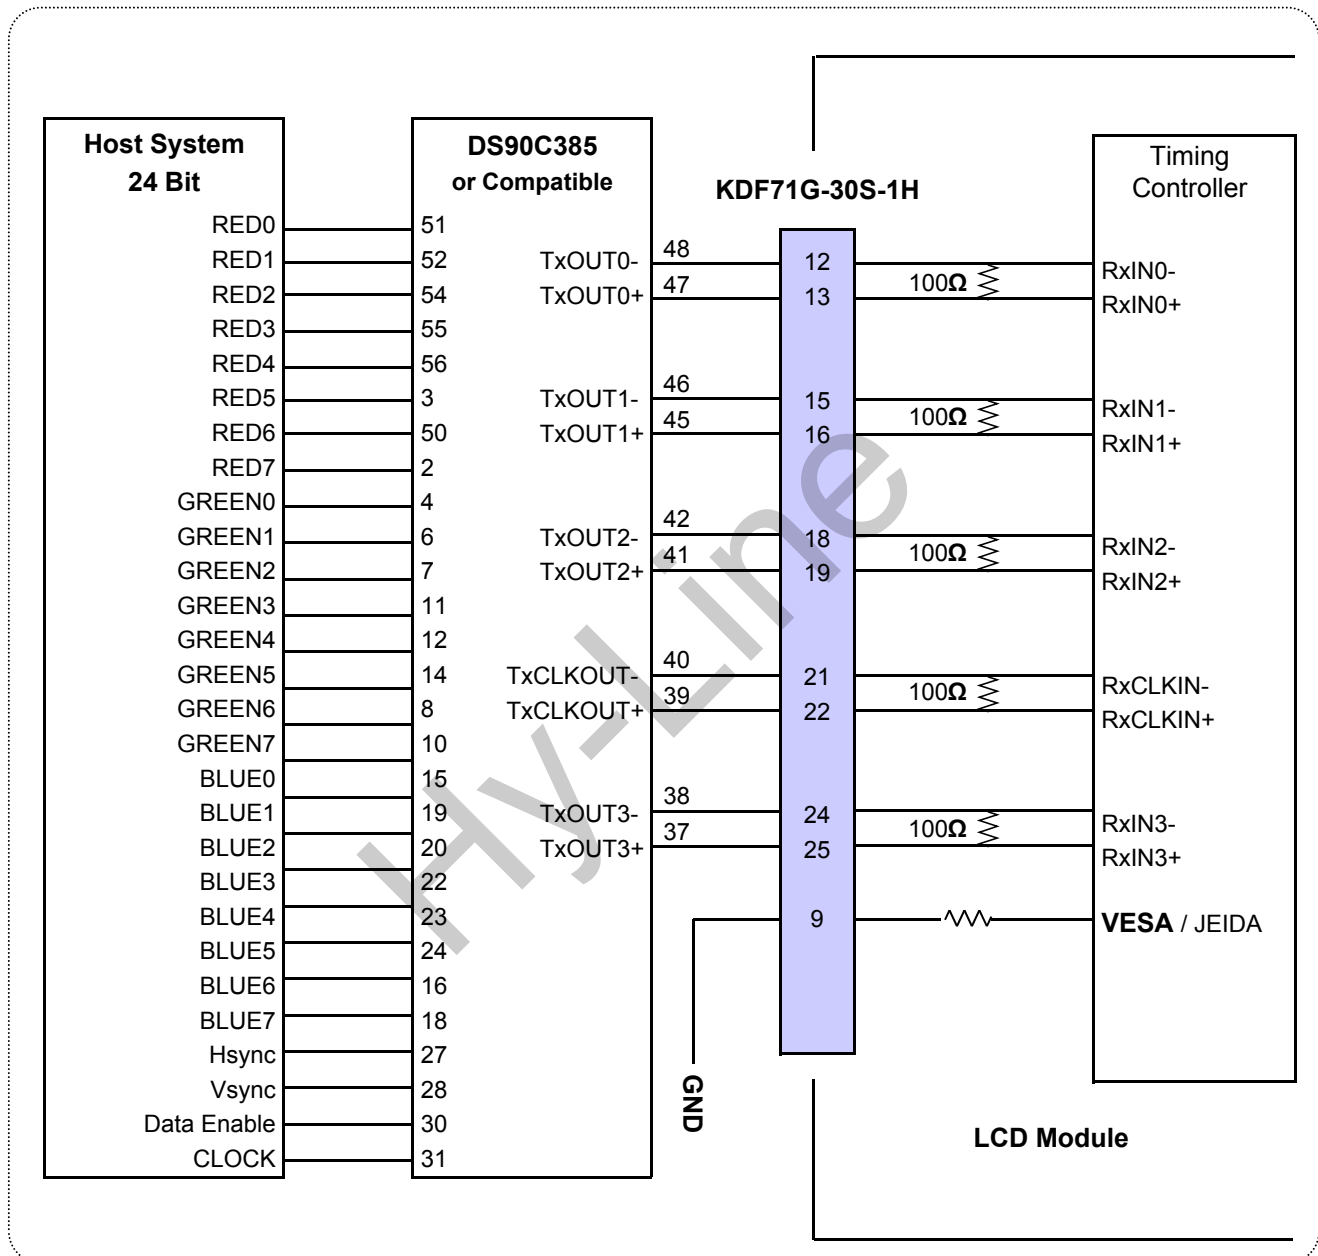 Host System
24 Bit
RED0
RED1
RED2
RED3
RED4
RED5
RED6
RED7
GREEN0
GREEN1
GREEN2
GREEN3
GREEN4
GREEN5
GREEN6
GREEN7
BLUE0
BLUE1
BLUE2
BLUE3
BLUE4
BLUE5
BLUE6
BLUE7
Hsync
Vsync
Data Enable
CLOCK
DS90C385
or Compatible
51
52
54
55
56
3
50
2
4
6
7
11
12
14
8
10
15
19
20
22
23
24
16
18
27
28
30
31
TxOUT0-
TxOUT0+
TxOUT1-
TxOUT1+
TxOUT2-
TxOUT2+
TxCLKOUT-
TxCLKOUT+
TxOUT3-
TxOUT3+
48
47
46
45
42
41
40
39
38
37
GND
KDF71G-30S-1H
12
13
15
16
18
19
21
22
24
25
9
100Ω
100Ω
100Ω
100Ω
100Ω
Timing
Controller
RxIN0-
RxIN0+
RxIN1-
RxIN1+
RxIN2-
RxIN2+
RxCLKIN-
RxCLKIN+
RxIN3-
RxIN3+
VESA / JEIDA
LCD Module
Hy-Line